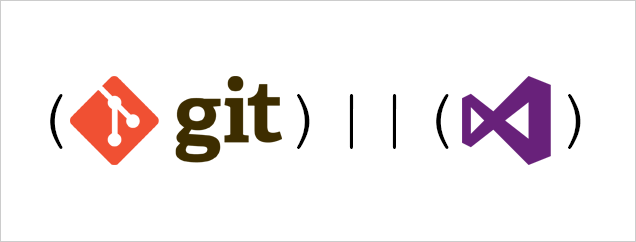 ( git ) | | ( )